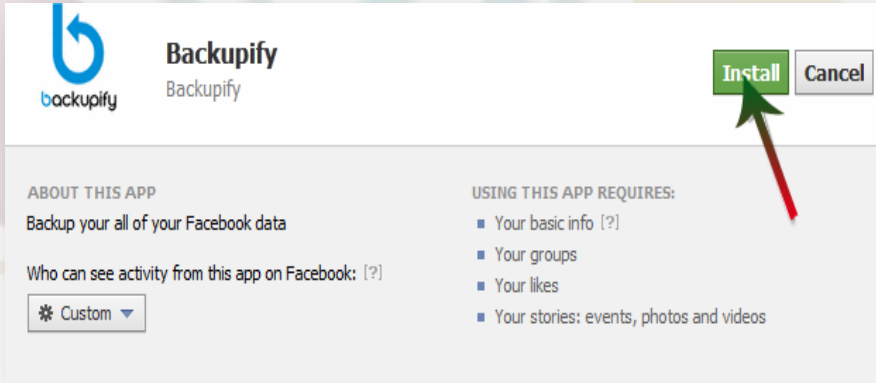 backupify
Backupify
Backupify
Install
Cancel
ABOUT THIS APP
Backup your all of your Facebook data
Who can see activity from this app on Facebook: [?]
Custom
USING THIS APP REQUIRES:
Your basic info [?]
Your groups
Your likes
Your stories: events, photos and videos